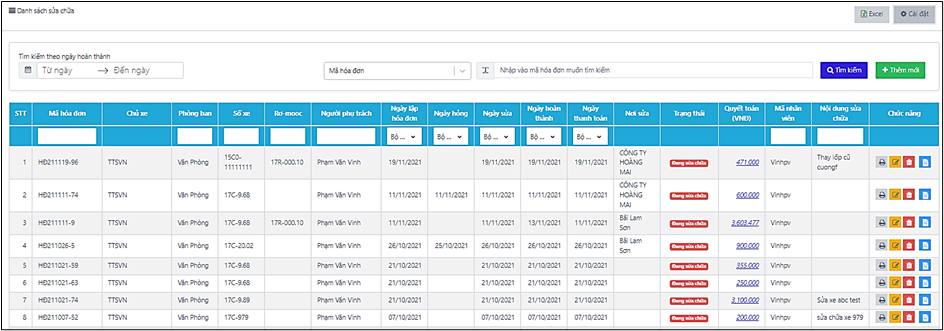 Danh sách sửa chữa
Excel
Cài đặt
Tìm kiếm theo ngày hoàn thành
Từ ngày → Đến ngày
Mã hóa đơn
Nhập vào mã hóa đơn muốn tìm kiếm
Tìm kiếm
+ Thêm mới
STT Mã hóa đơn Chủ xe Phòng ban Số xe Rơ-mooc Người phụ trách Ngày lập hóa đơn Ngày hỏng Ngày sửa Ngày hoàn thành Ngày thanh toán Nơi sửa Trạng thái Quyết toán (VNĐ) Mã nhân viên Nội dung sửa chữa Chức năng
Bộ ... Bộ ... Bộ ... Bộ ... Bộ ...
1 HĐ211119-96 TTSVN Văn Phòng 15C0-11111111 17R-000.10 Phạm Văn Vinh 19/11/2021 19/11/2021 19/11/2021 19/11/2021 CÔNG TY HOÀNG MAI Đang sửa chữa 471.000 Vinhpv Thay lốp cũ cuongf
2 HĐ211111-74 TTSVN Văn Phòng 17C-9.68 Phạm Văn Vinh 11/11/2021 11/11/2021 11/11/2021 11/11/2021 11/11/2021 CÔNG TY HOÀNG MAI Đang sửa chữa 600.000 Vinhpv
3 HĐ211111-9 TTSVN Văn Phòng 17C-9.68 17R-000.10 Phạm Văn Vinh 11/11/2021 11/11/2021 13/11/2021 11/11/2021 Bãi Lam Sơn Đang sửa chữa 3.603.477 Vinhpv
4 HĐ211026-5 TTSVN Văn Phòng 17C-20.02 Phạm Văn Vinh 26/10/2021 25/10/2021 26/10/2021 26/10/2021 26/10/2021 Bãi Lam Sơn Đang sửa chữa 900.000 Vinhpv
5 HĐ211021-59 TTSVN Văn Phòng 17C-9.68 Phạm Văn Vinh 21/10/2021 21/10/2021 21/10/2021 21/10/2021 Đang sửa chữa 355.000 Vinhpv
6 HĐ211021-63 TTSVN Văn Phòng 17C-9.68 Phạm Văn Vinh 21/10/2021 21/10/2021 21/10/2021 21/10/2021 Đang sửa chữa 250.000 Vinhpv
7 HĐ211021-74 TTSVN Văn Phòng 17C-9.89 Phạm Văn Vinh 21/10/2021 21/10/2021 21/10/2021 21/10/2021 Đang sửa chữa 3.100.000 Vinhpv Sửa xe abc test
8 HĐ211007-52 TTSVN Văn Phòng 17C-979 Phạm Văn Vinh 07/10/2021 07/10/2021 07/10/2021 07/10/2021 Đang sửa chữa 200.000 Vinhpv sửa chữa xe 979